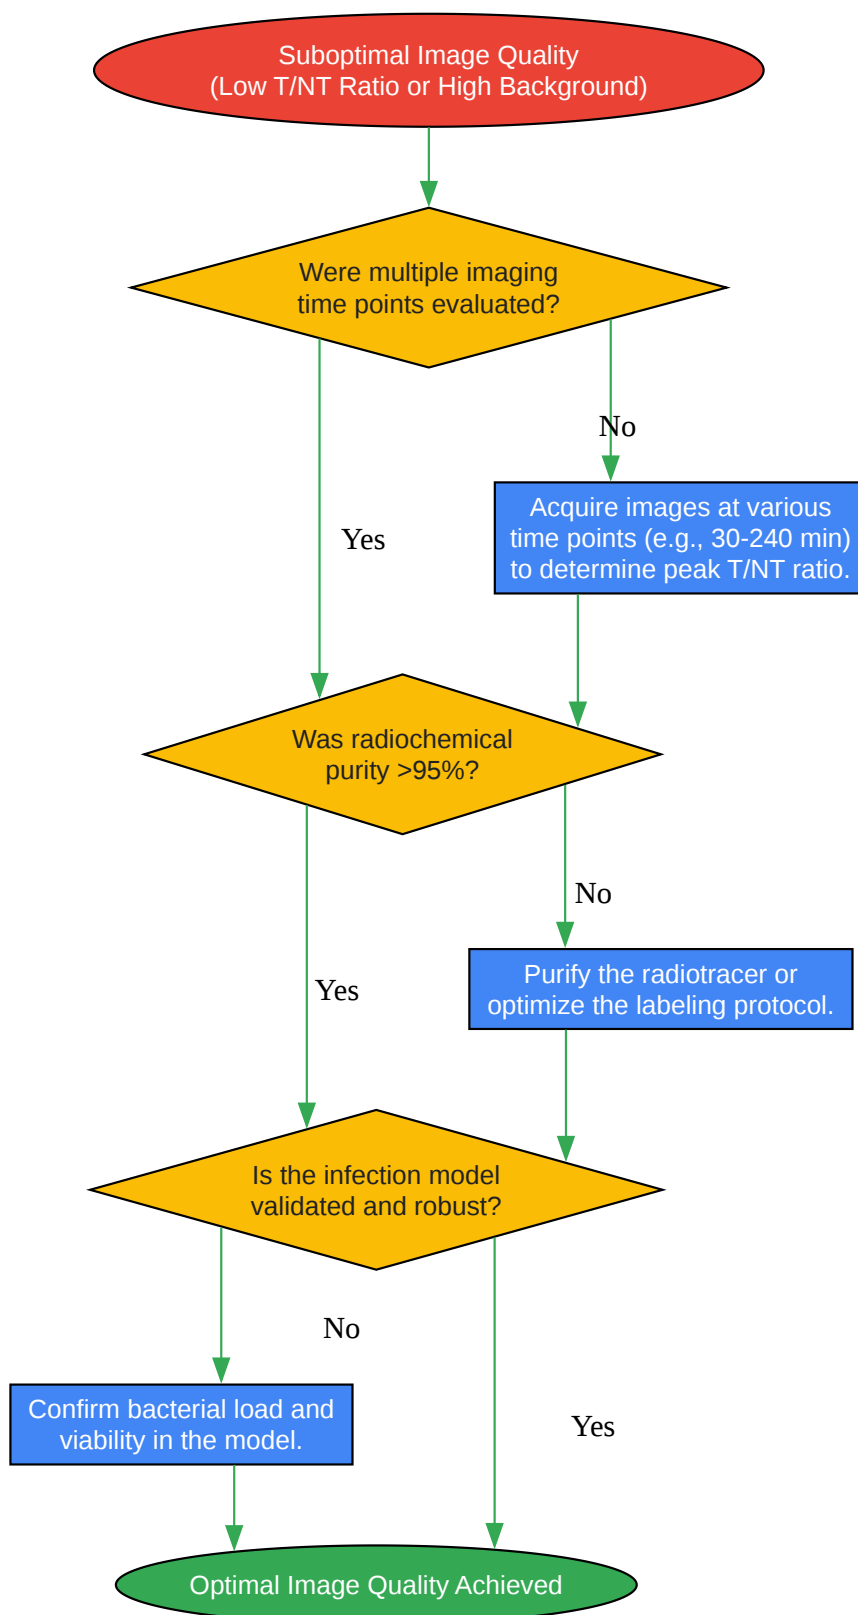 Suboptimal Image Quality
(Low T/NT Ratio or High Background)
Were multiple imaging
time points evaluated?
No
Acquire images at various
time points (e.g., 30-240 min)
to determine peak T/NT ratio.
Yes
Was radiochemical
purity >95%?
No
Purify the radiotracer or
optimize the labeling protocol.
Yes
Is the infection model
validated and robust?
No
Confirm bacterial load and
viability in the model.
Yes
Optimal Image Quality Achieved